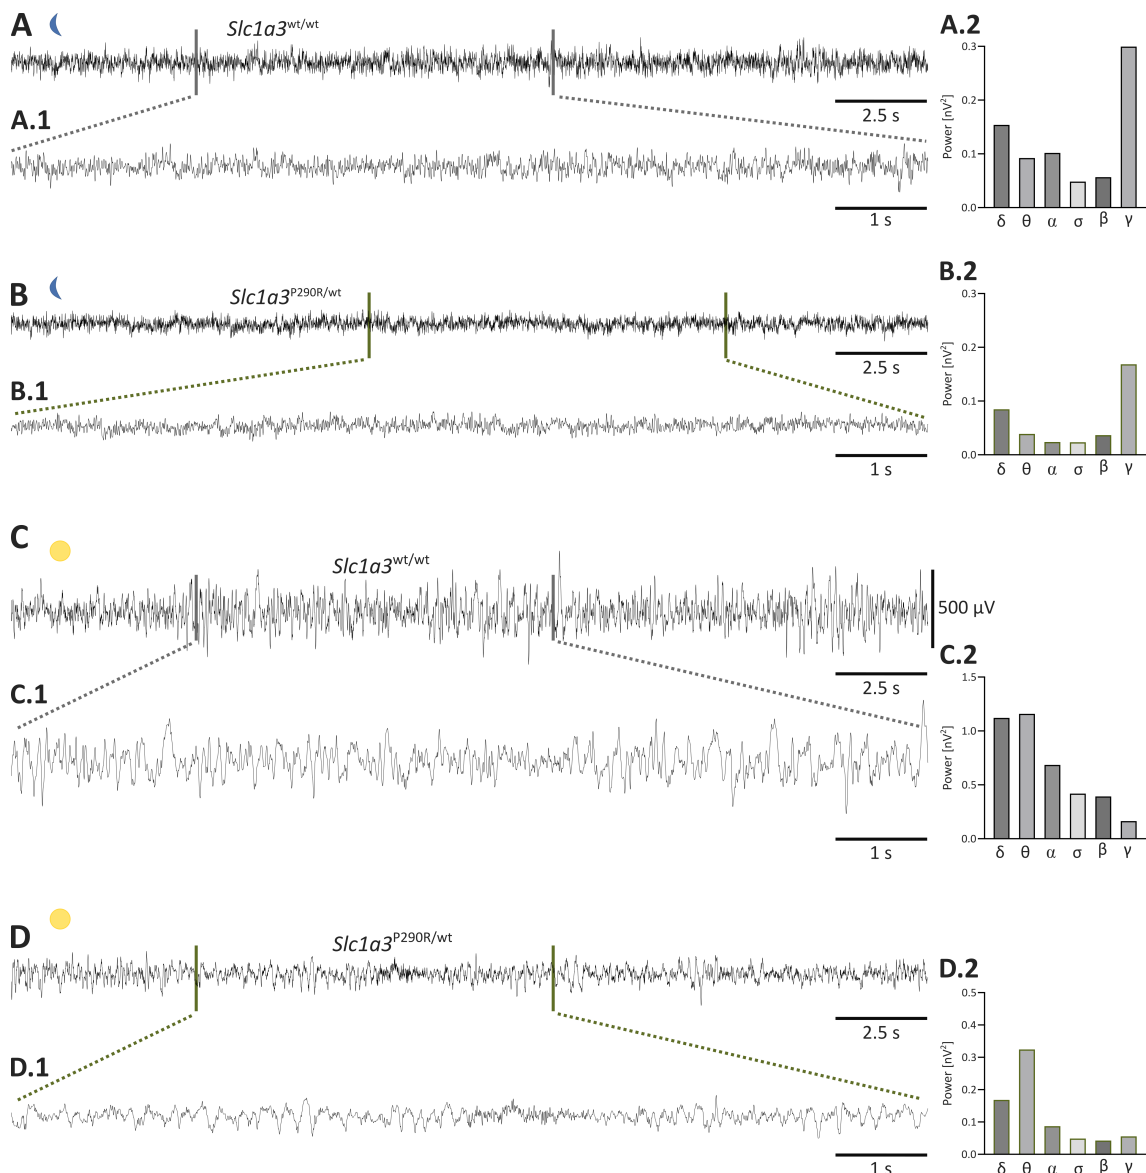 A
Slc1a3wt/wt
2.5 s
A.1
1 s
A.2
Power [nV²]
0.3
0.2
0.1
0.0
δ θ α σ β γ
B
Slc1a3P290R/wt
2.5 s
B.1
1 s
B.2
Power [nV²]
0.3
0.2
0.1
0.0
δ θ α σ β γ
C
Slc1a3wt/wt
500 µV
2.5 s
C.1
1 s
C.2
Power [nV²]
1.5
1.0
0.5
0.0
δ θ α σ β γ
D
Slc1a3P290R/wt
2.5 s
D.1
1 s
D.2
Power [nV²]
0.5
0.4
0.3
0.2
0.1
0.0
δ θ α σ β γ